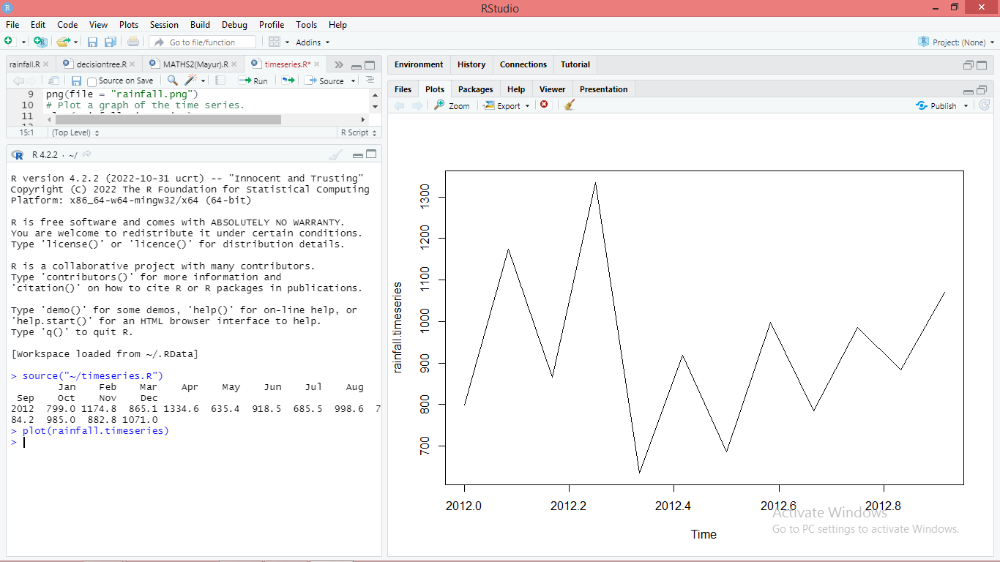 RStudio
File Edit Code View Plots Session Build Debug Profile Tools Help
Go to file/function Addins Project: (None)
rainfall.R decisiontree.R MATHS2(Mayur).R timeseries.R*
Source on Save Run Source
9 png(file = "rainfall.png")
10 # Plot a graph of the time series.
11
15:1 (Top Level) R Script
R 4.2.2 · ~/
R version 4.2.2 (2022-10-31 ucrt) -- "Innocent and Trusting"
Copyright (C) 2022 The R Foundation for Statistical Computing
Platform: x86_64-w64-mingw32/x64 (64-bit)
R is free software and comes with ABSOLUTELY NO WARRANTY.
You are welcome to redistribute it under certain conditions.
Type 'license()' or 'licence()' for distribution details.
R is a collaborative project with many contributors.
Type 'contributors()' for more information and
'citation()' on how to cite R or R packages in publications.
Type 'demo()' for some demos, 'help()' for on-line help, or
'help.start()' for an HTML browser interface to help.
Type 'q()' to quit R.
[Workspace loaded from ~/.RData]
> source("~/timeseries.R")
Jan Feb Mar Apr May Jun Jul Aug
Sep Oct Nov Dec
2012 799.0 1174.8 865.1 1334.6 635.4 918.5 685.5 998.6 7
84.2 985.0 882.8 1071.0
> plot(rainfall.timeseries)
>
Environment History Connections Tutorial
Files Plots Packages Help Viewer Presentation
Zoom Export Publish
rainfall.timeseries
1300
1200
1100
1000
900
800
700
2012.0 2012.2 2012.4 2012.6 2012.8
Time
Activate Windows
Go to PC settings to activate Windows.